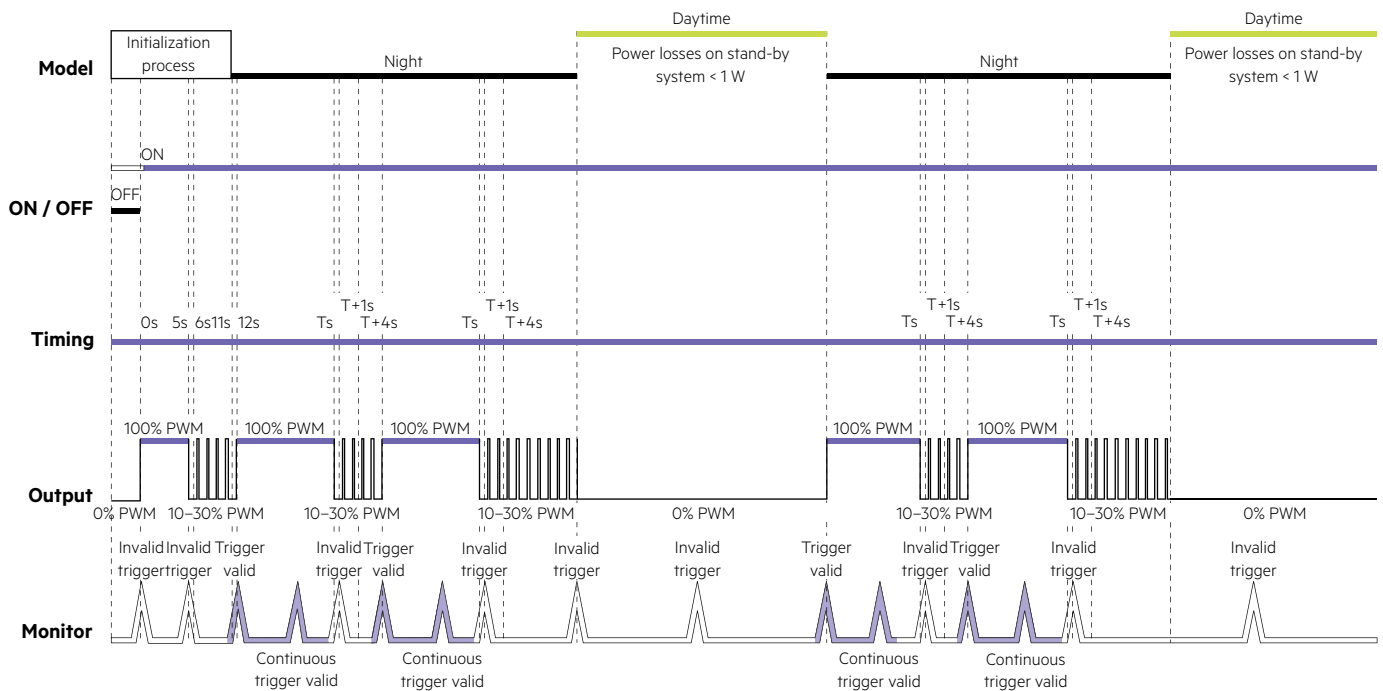 Daytime
Daytime
Initialization
process
Model
Night
Power losses on stand-by
system < 1 W
Night
Power losses on stand-by
system < 1 W
ON
OFF
ON / OFF
T+1s
T+1s
T+1s
T+1s
0s 5s 6s 11s 12s Ts T+4s Ts T+4s Ts T+4s Ts T+4s
Timing
100% PWM 100% PWM 100% PWM 100% PWM 100% PWM
Output
0% PWM 10–30% PWM 10–30% PWM 10–30% PWM 0% PWM 10–30% PWM 10–30% PWM 0% PWM
Invalid
trigger
Invalid
trigger
Trigger
valid
Invalid
trigger
Trigger
valid
Invalid
trigger
Invalid
trigger
Invalid
trigger
Trigger
valid
Invalid
trigger
Trigger
valid
Invalid
trigger
Invalid
trigger
Monitor
Continuous
trigger valid
Continuous
trigger valid
Continuous
trigger valid
Continuous
trigger valid